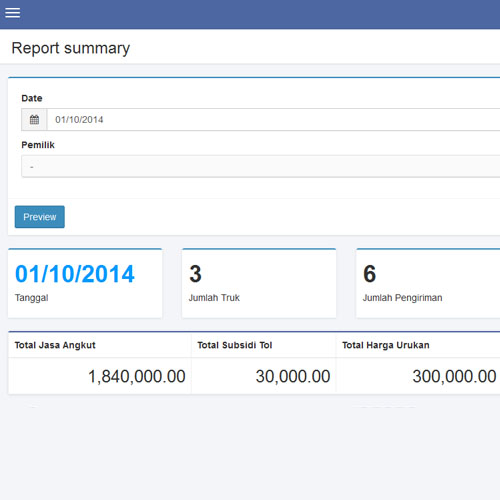 Report summary
Date
01/10/2014
Pemilik
-
Preview
01/10/2014 3 6
Tanggal Jumlah Truk Jumlah Pengiriman
Total Jasa Angkut Total Subsidi Tol Total Harga Urukan
1,840,000.00 30,000.00 300,000.00